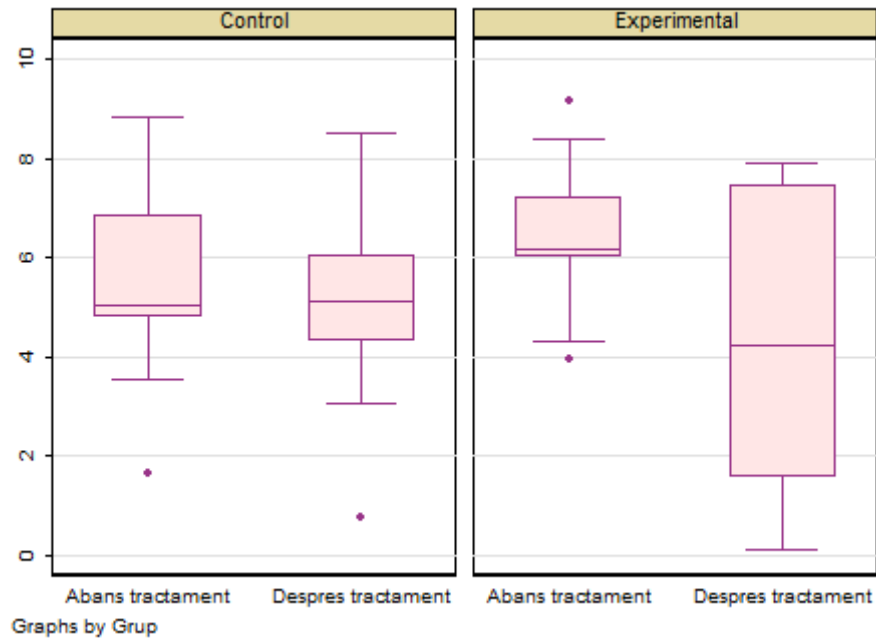 Control
Experimental
10
8
6
4
2
0
Abans tractament
Despres tractament
Abans tractament
Despres tractament
Graphs by Grup